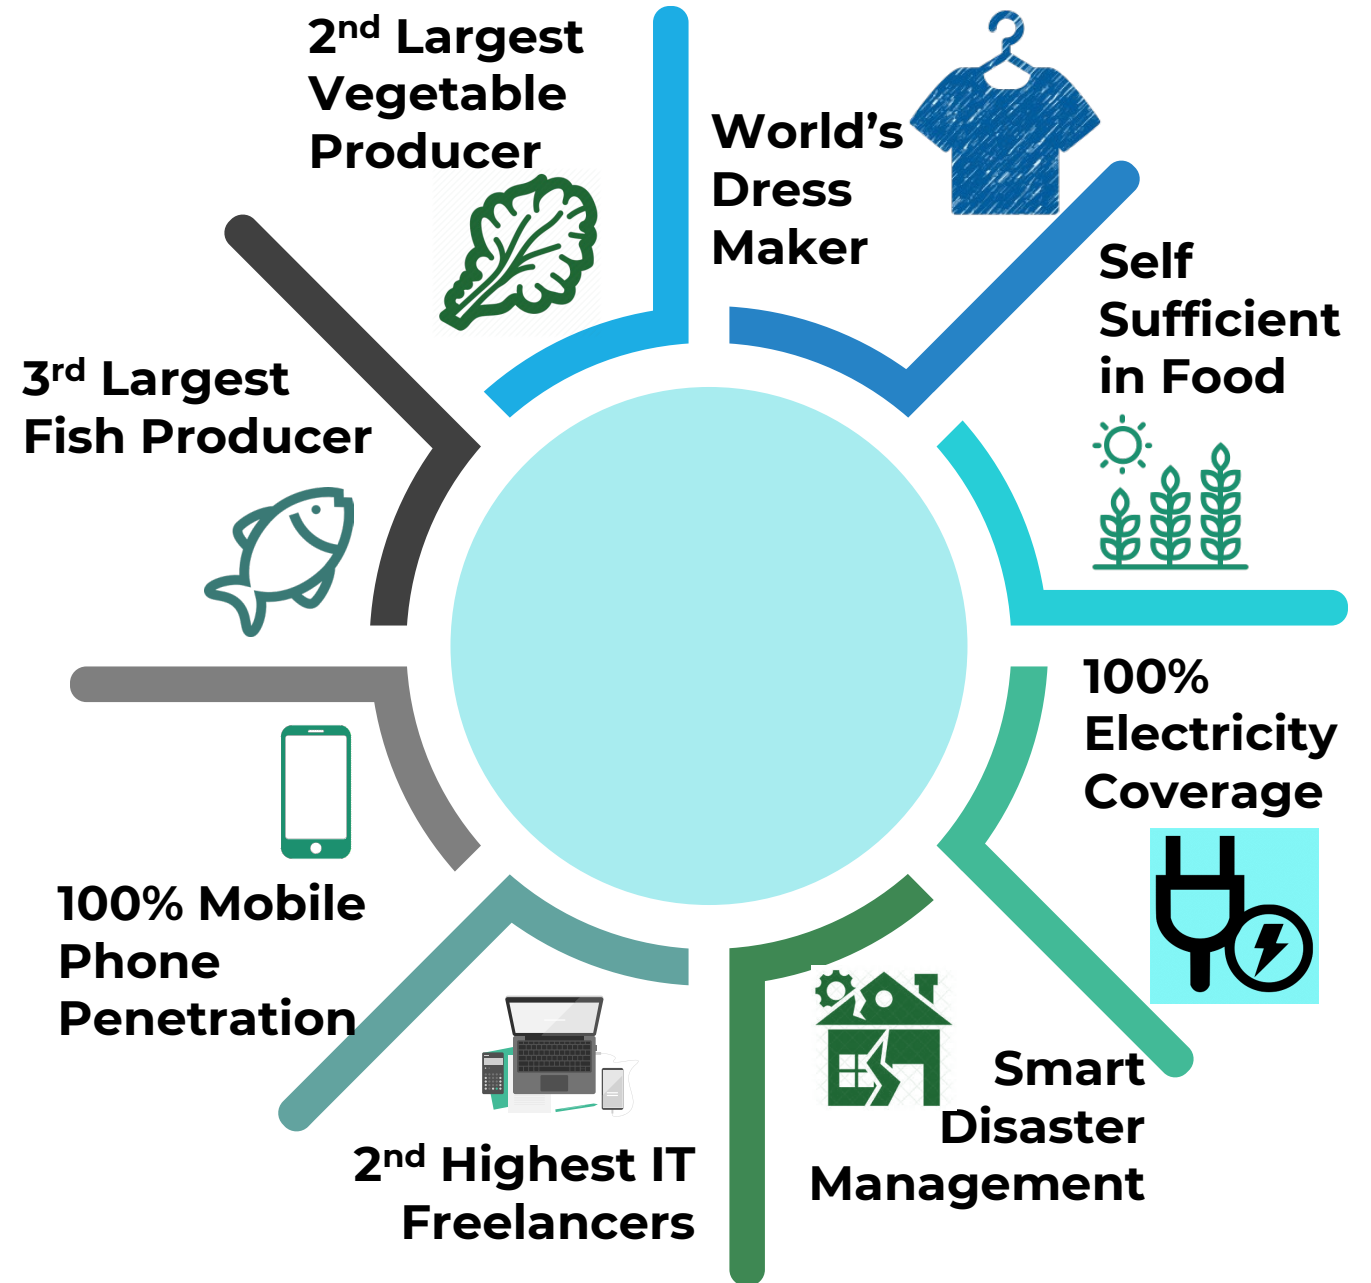 2nd Largest
Vegetable
Producer
World’s
Dress
Maker
Self
Sufficient
in Food
3rd Largest
Fish Producer
100%
Electricity
Coverage
100% Mobile
Phone
Penetration
Smart
Disaster
Management
2nd Highest IT
Freelancers